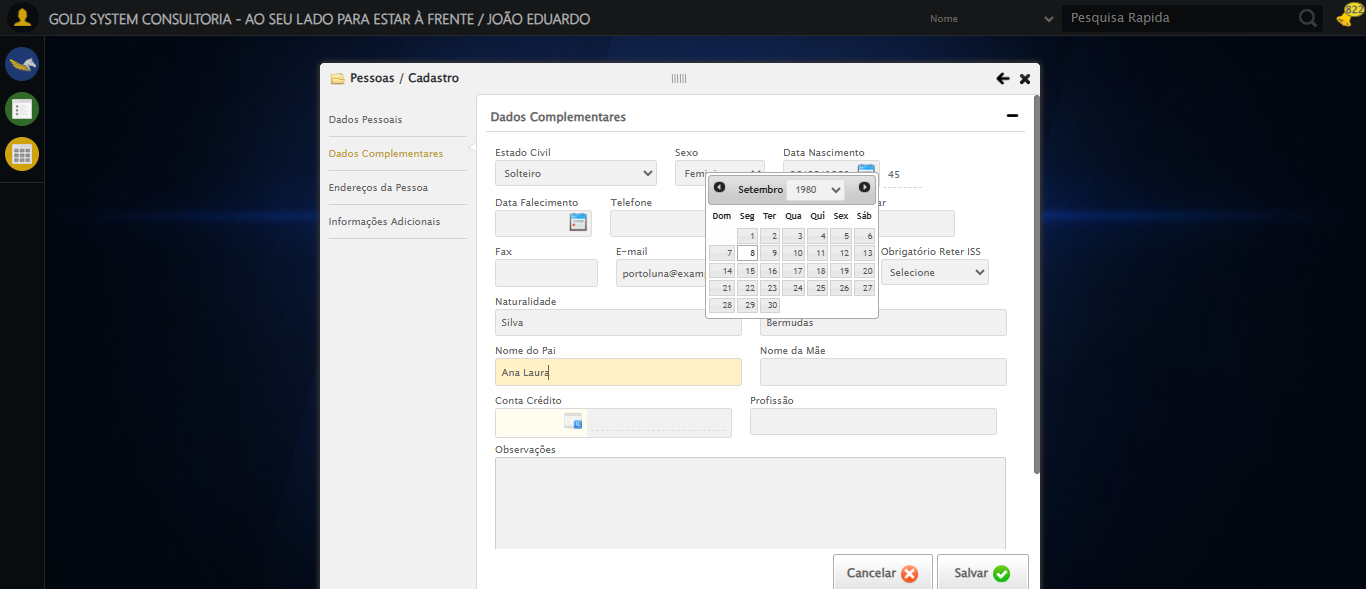 GOLD SYSTEM CONSULTORIA - AO SEU LADO PARA ESTAR À FRENTE / JOÃO EDUARDO
Nome
Pesquisa Rapida
822
Pessoas / Cadastro
Dados Pessoais
Dados Complementares
Endereços da Pessoa
Informações Adicionais
Dados Complementares
Estado Civil Sexo Data Nascimento
Solteiro 45
Data Falecimento Telefone
Setembro 1980
Dom Seg Ter Qua Qui Sex Sáb
1 2 3 4 5 6
7 8 9 10 11 12 13
14 15 16 17 18 19 20
21 22 23 24 25 26 27
28 29 30
Fax E-mail Obrigatório Reter ISS
portoluna@exam Selecione
Naturalidade
Silva Bermudas
Nome do Pai Nome da Mãe
Ana Laura
Conta Crédito Profissão
Observações
Cancelar Salvar